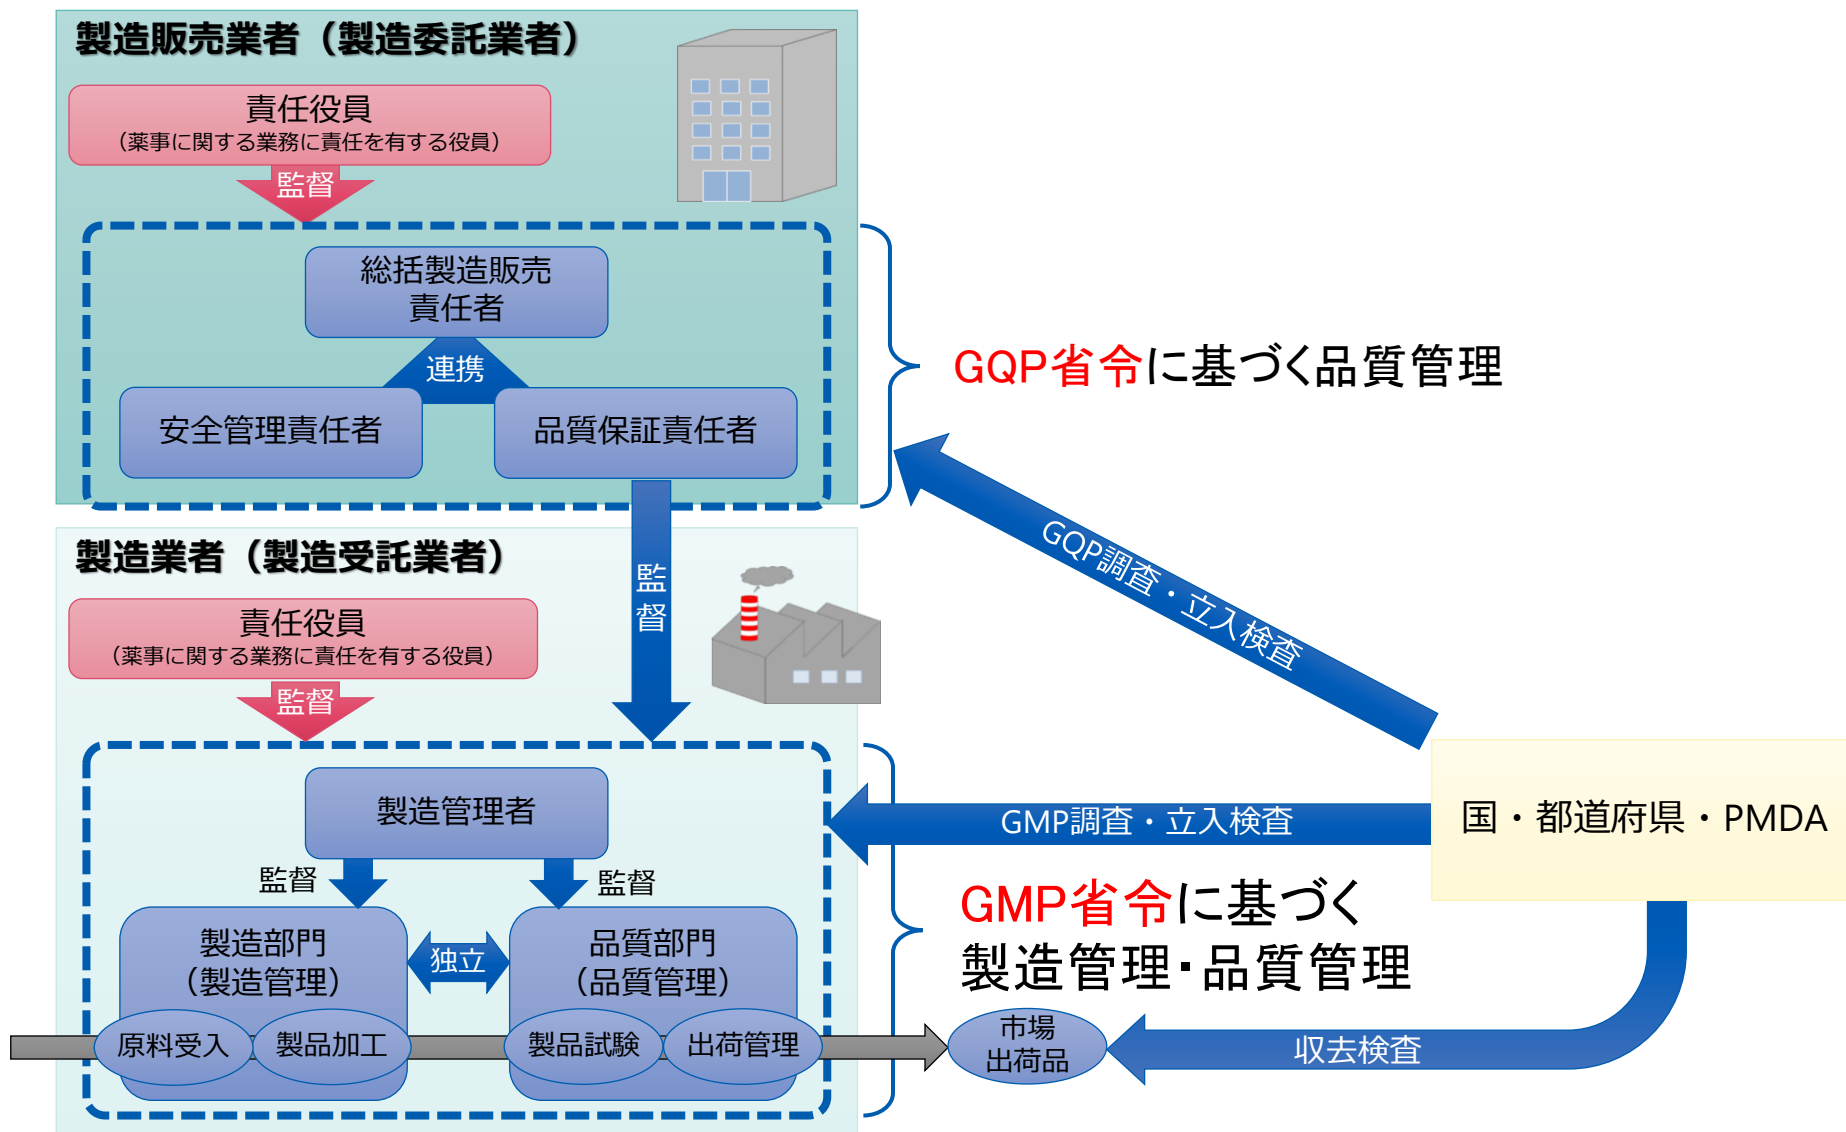 製造販売業者（製造委託業者）
責任役員
（薬事に関する業務に責任を有する役員）
監督
総括製造販売
責任者
連携
安全管理責任者
品質保証責任者
GQP省令に基づく品質管理
GQP調査・立入検査
監督
製造業者（製造受託業者）
責任役員
（薬事に関する業務に責任を有する役員）
監督
製造管理者
監督
監督
GMP調査・立入検査
国・都道府県・PMDA
GMP省令に基づく
製造管理・品質管理
製造部門
（製造管理）
独立
品質部門
（品質管理）
原料受入
製品加工
製品試験
出荷管理
市場
出荷品
収去検査